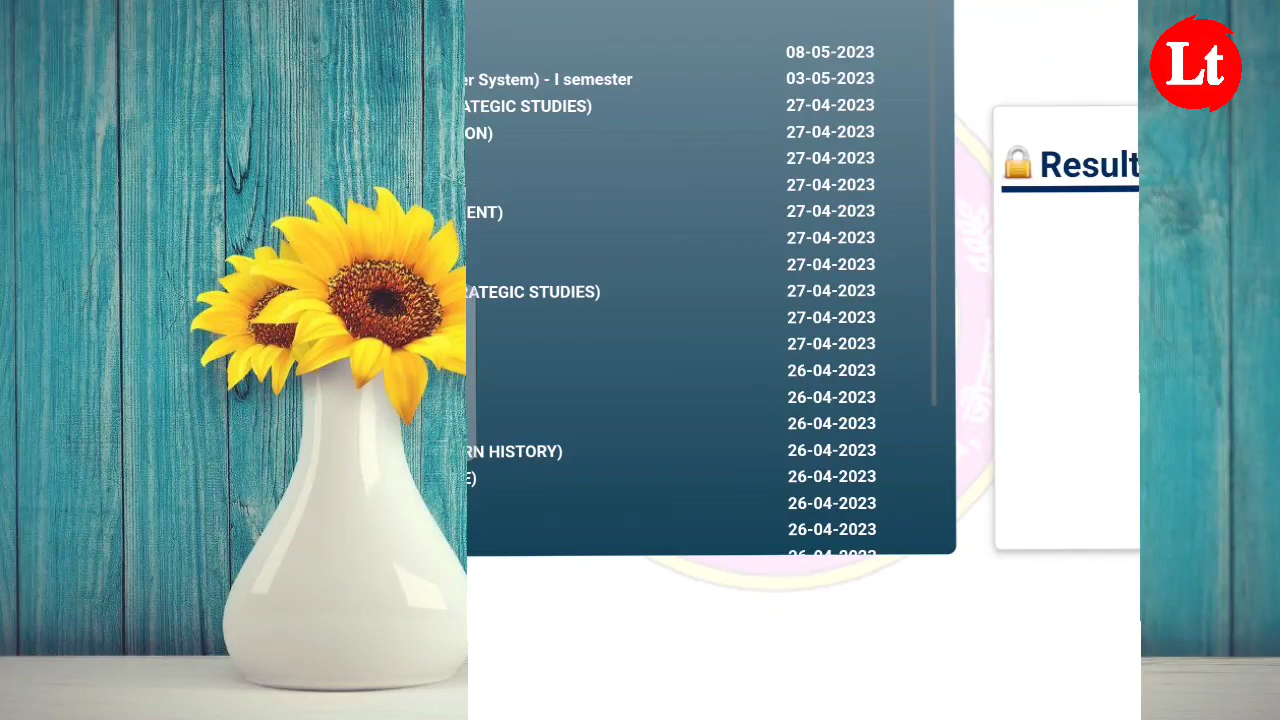 08-05-2023
er System) - I semester 03-05-2023
ATEGIC STUDIES) 27-04-2023
ON) 27-04-2023
27-04-2023
27-04-2023
ENT) 27-04-2023
27-04-2023
27-04-2023
RATEGIC STUDIES) 27-04-2023
27-04-2023
27-04-2023
26-04-2023
26-04-2023
26-04-2023
RN HISTORY) 26-04-2023
E) 26-04-2023
26-04-2023
26-04-2023
26-04-2023
Result
Lt